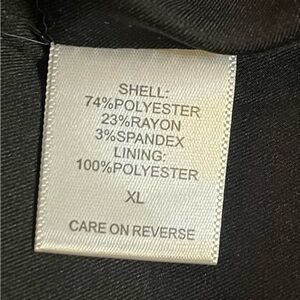 SHELL:
74%POLYESTER
23%RAYON
3%SPANDEX
LINING:
100%POLYESTER
XL
CARE ON REVERSE